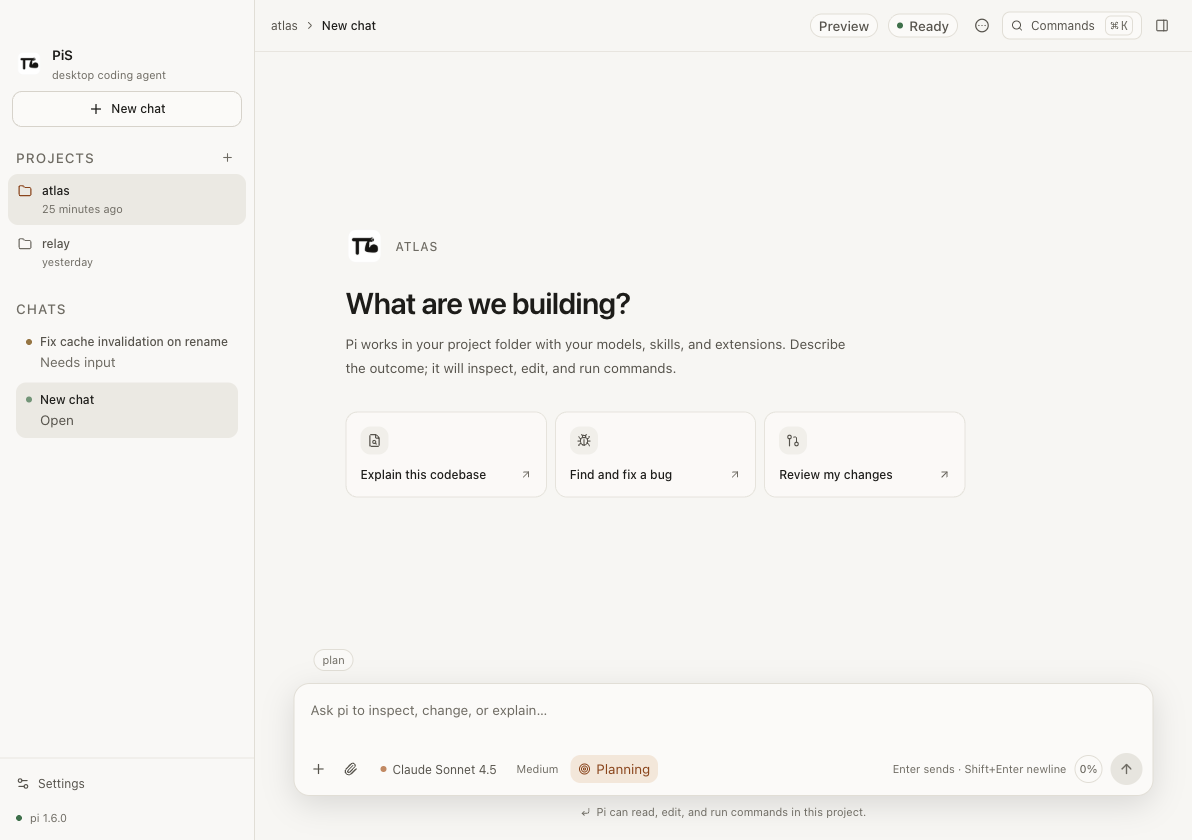 PiS
desktop coding agent
New chat
PROJECTS
atlas
25 minutes ago
relay
yesterday
CHATS
Fix cache invalidation on rename
Needs input
New chat
Open
Settings
pi 1.6.0
atlas > New chat
Preview
Ready
Commands ⌘K
ATLAS
What are we building?
Pi works in your project folder with your models, skills, and extensions. Describe
the outcome; it will inspect, edit, and run commands.
Explain this codebase
Find and fix a bug
Review my changes
plan
Ask pi to inspect, change, or explain…
Claude Sonnet 4.5 Medium Planning Enter sends · Shift+Enter newline 0%
Pi can read, edit, and run commands in this project.